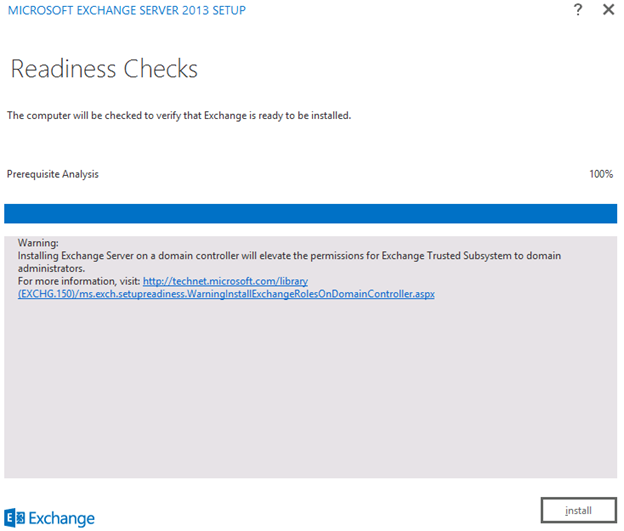 MICROSOFT EXCHANGE SERVER 2013 SETUP
?
Readiness Checks
The computer will be checked to verify that Exchange is ready to be installed.
Prerequisite Analysis 100%
Warning:
Installing Exchange Server on a domain controller will elevate the permissions for Exchange Trusted Subsystem to domain
administrators.
For more information, visit: http://technet.microsoft.com/library
(EXCHG.150)/ms.exch.setupreadiness.WarningInstallExchangeRolesOnDomainController.aspx
Exchange
install